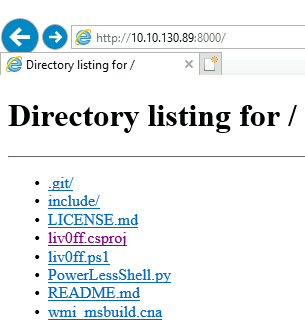 http://10.10.130.89:8000/
Directory listing for /
Directory listing for /
.git/
include/
LICENSE.md
liv0ff.csproj
liv0ff.ps1
PowerLessShell.py
README.md
wmi_msbuild.cna